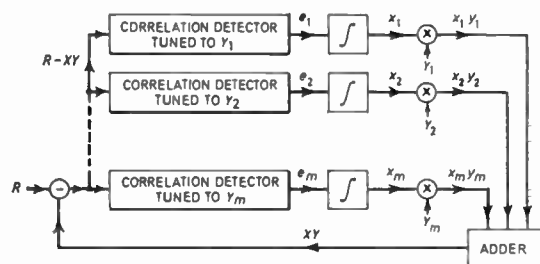 CORRELATION DETECTOR
TUNED TO Y₁
e₁ ∫ x₁ × x₁ y₁
Y₁
R-XY
CORRELATION DETECTOR
TUNED TO Y₂
e₂ ∫ x₂ × x₂ y₂
Y₂
R −
CORRELATION DETECTOR
TUNED TO Yₘ
eₘ ∫ xₘ × xₘ yₘ
Yₘ
XY
ADDER